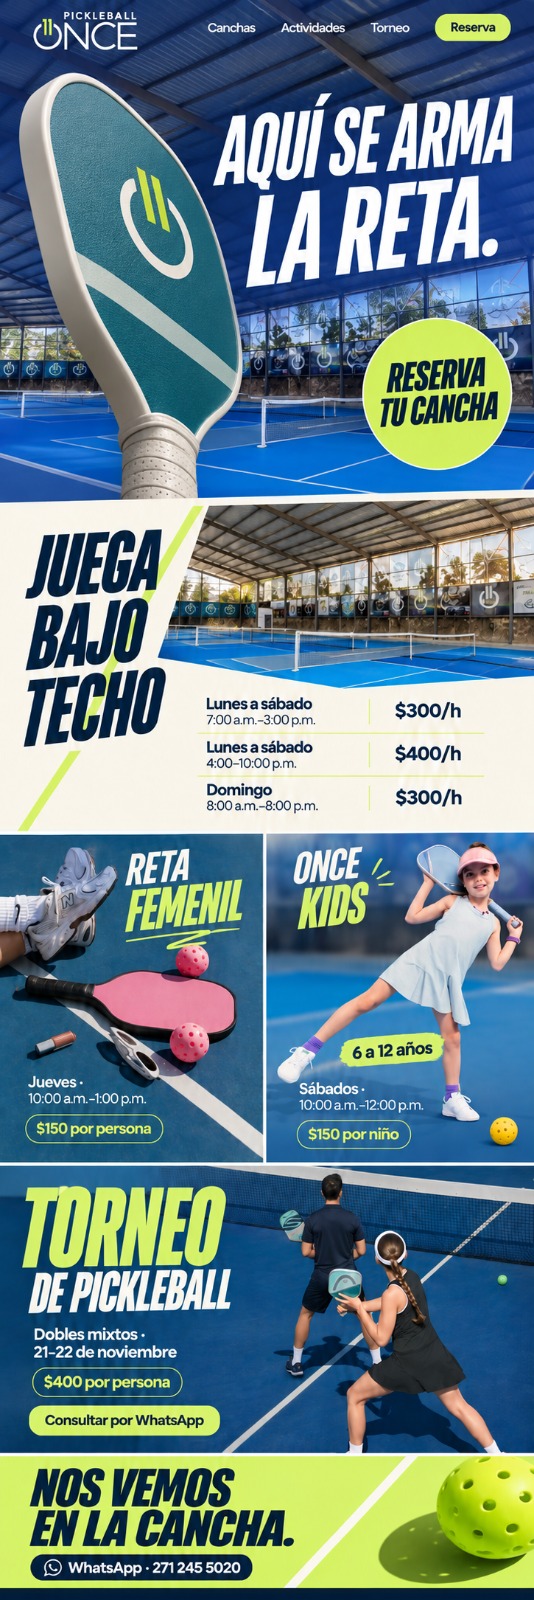 PICKLEBALL
ONCE
Canchas
Actividades
Torneo
Reserva
AQUÍ SE ARMA
LA RETA.
RESERVA
TU CANCHA
JUEGA
BAJO
TECHO
Lunes a sábado
7:00 a.m.–3:00 p.m.
$300/h
Lunes a sábado
4:00–10:00 p.m.
$400/h
Domingo
8:00 a.m.–8:00 p.m.
$300/h
RETA
FEMENIL
Jueves ·
10:00 a.m.–1:00 p.m.
$150 por persona
ONCE
KIDS
6 a 12 años
Sábados ·
10:00 a.m.–12:00 p.m.
$150 por niño
TORNEO
DE PICKLEBALL
Dobles mixtos ·
21–22 de noviembre
$400 por persona
Consultar por WhatsApp
NOS VEMOS
EN LA CANCHA.
WhatsApp · 271 245 5020